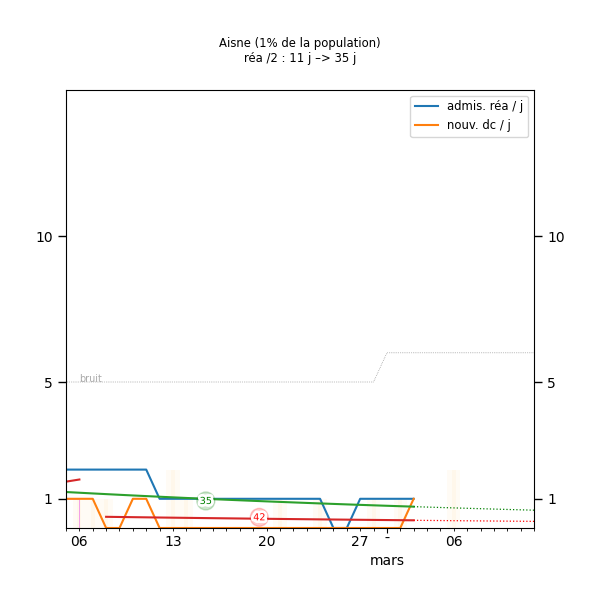 Aisne (1% de la population)
réa /2 : 11 j –> 35 j
admis. réa / j
nouv. dc / j
10 10
bruit
5 5
35
42
1 1
06 13 20 27 - 06
mars